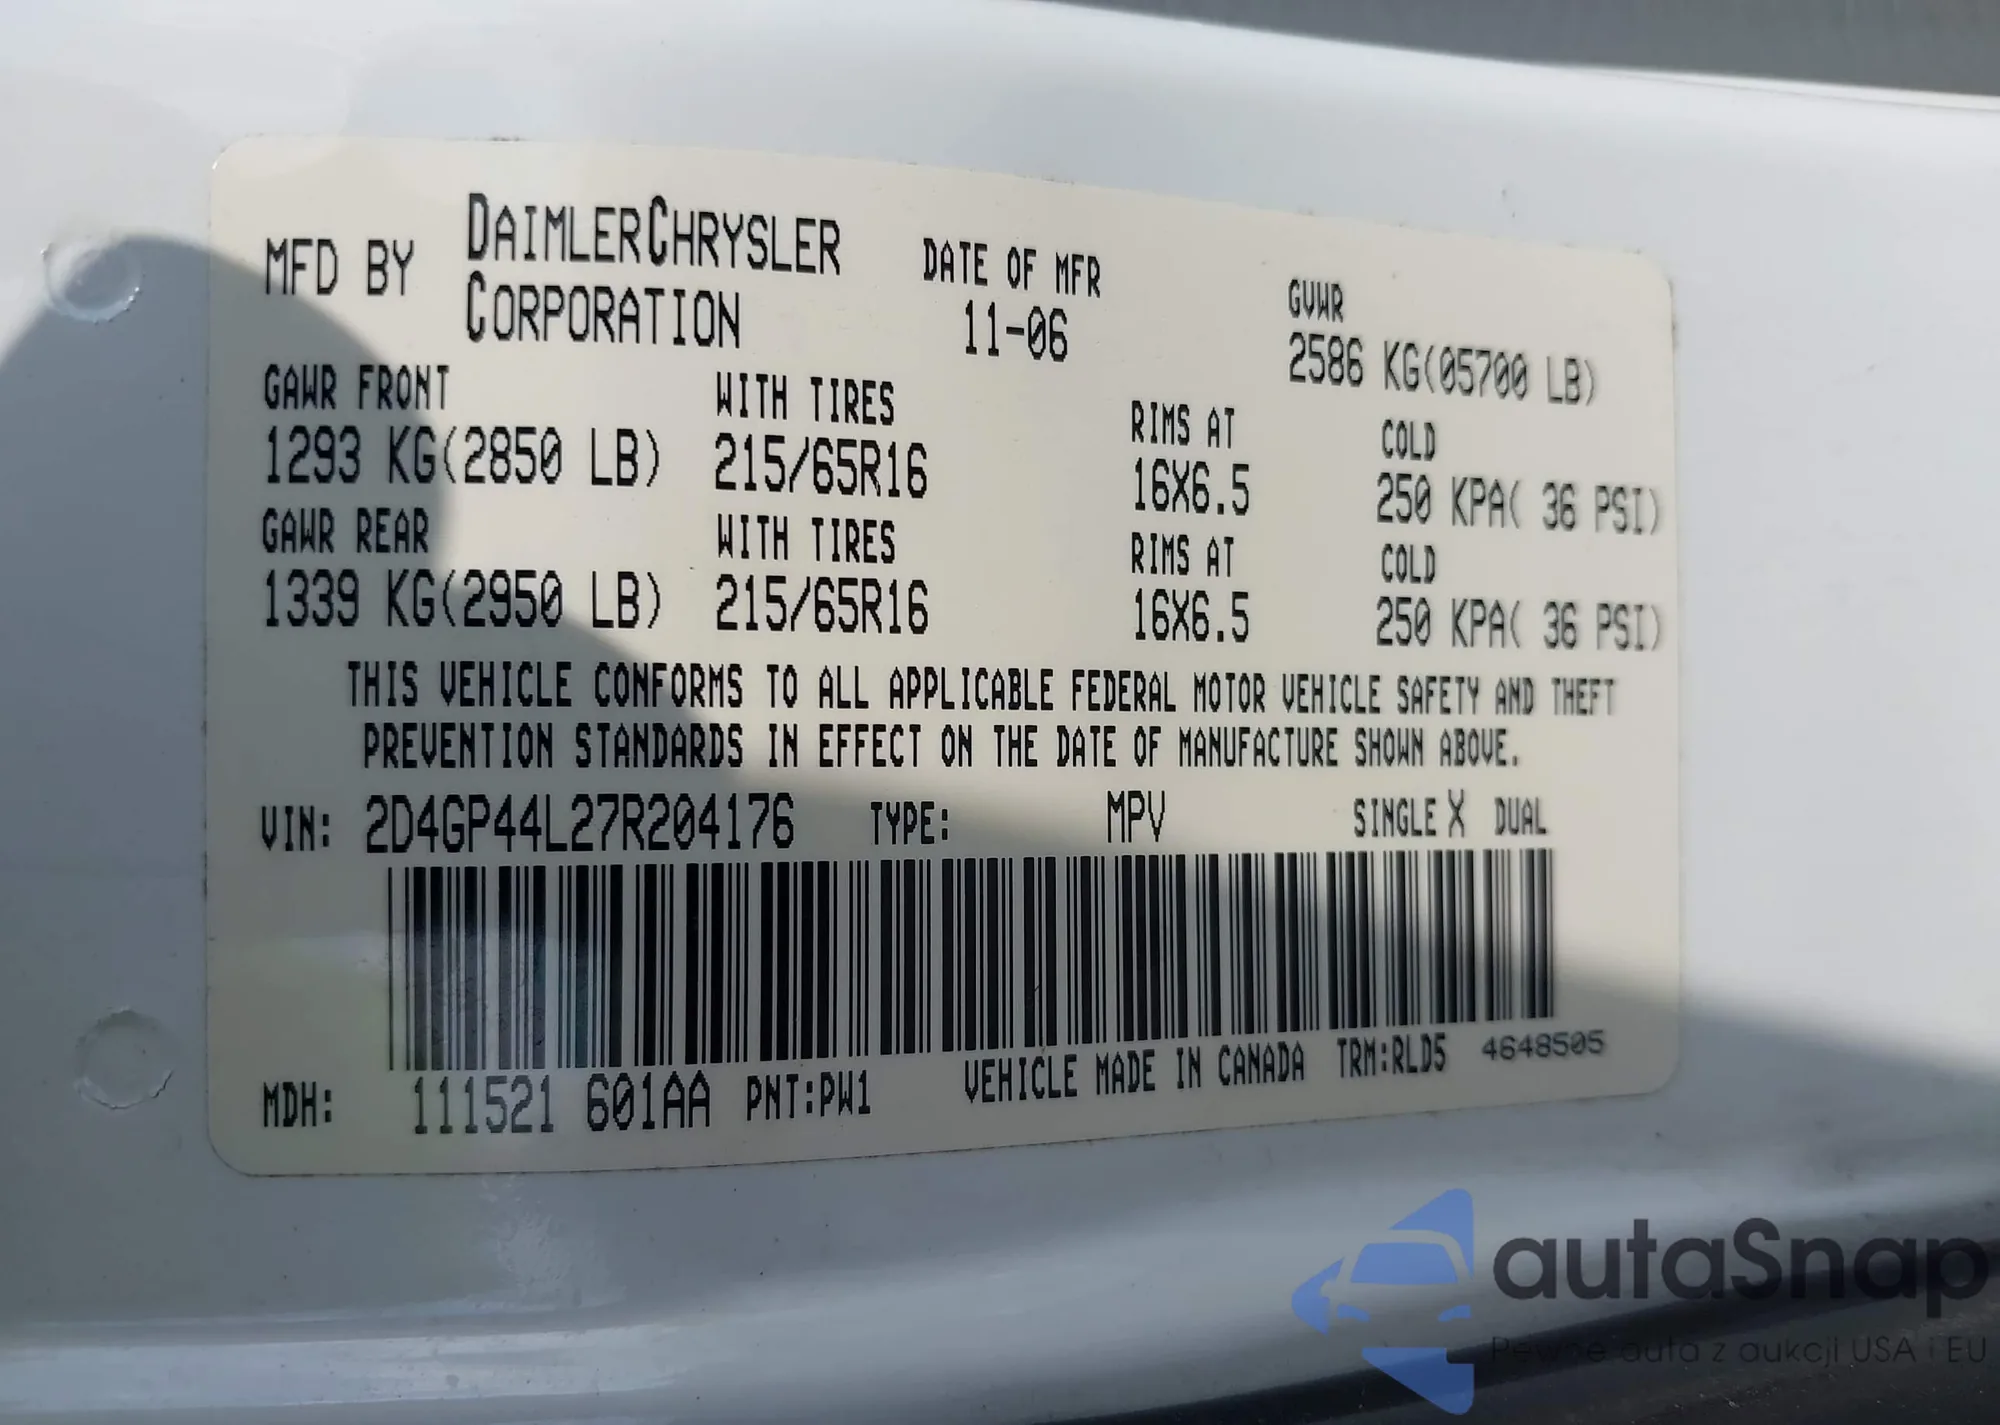 MFD BY DAIMLERCHRYSLER CORPORATION DATE OF MFR 11-06 GVWR 2586 KG(05700 LB)
GAWR FRONT WITH TIRES RIMS AT COLD
1293 KG(2850 LB) 215/65R16 16X6.5 250 KPA( 36 PSI)
GAWR REAR WITH TIRES RIMS AT COLD
1339 KG(2950 LB) 215/65R16 16X6.5 250 KPA( 36 PSI)
THIS VEHICLE CONFORMS TO ALL APPLICABLE FEDERAL MOTOR VEHICLE SAFETY AND THEFT
PREVENTION STANDARDS IN EFFECT ON THE DATE OF MANUFACTURE SHOWN ABOVE.
VIN: 2D4GP44L27R204176 TYPE: MPV SINGLE X DUAL
MDH: 111521 601AA PNT:PW1 VEHICLE MADE IN CANADA TRM:RLD5 4648505
autoSnap
Pewne auta z aukcji USA i EU